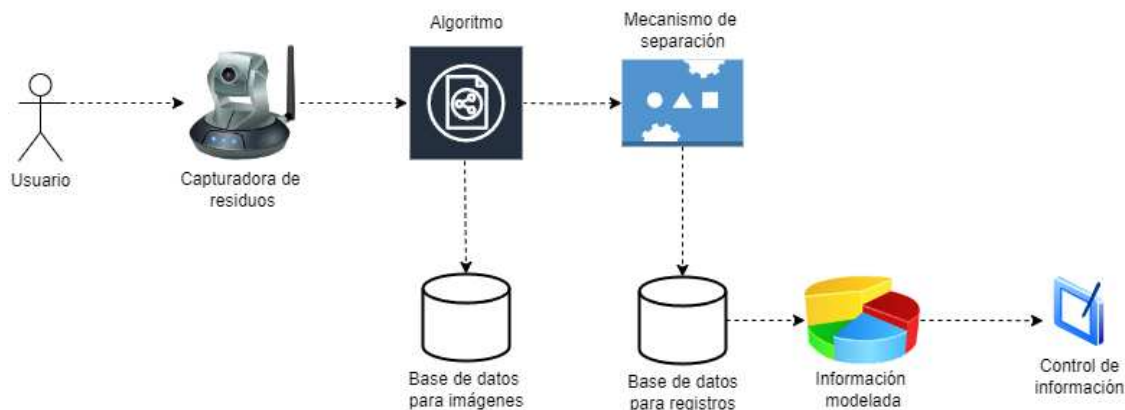 Algoritmo
Mecanismo de
separación
Usuario
Capturadora de
residuos
Base de datos
para imágenes
Base de datos
para registros
Información
modelada
Control de
información